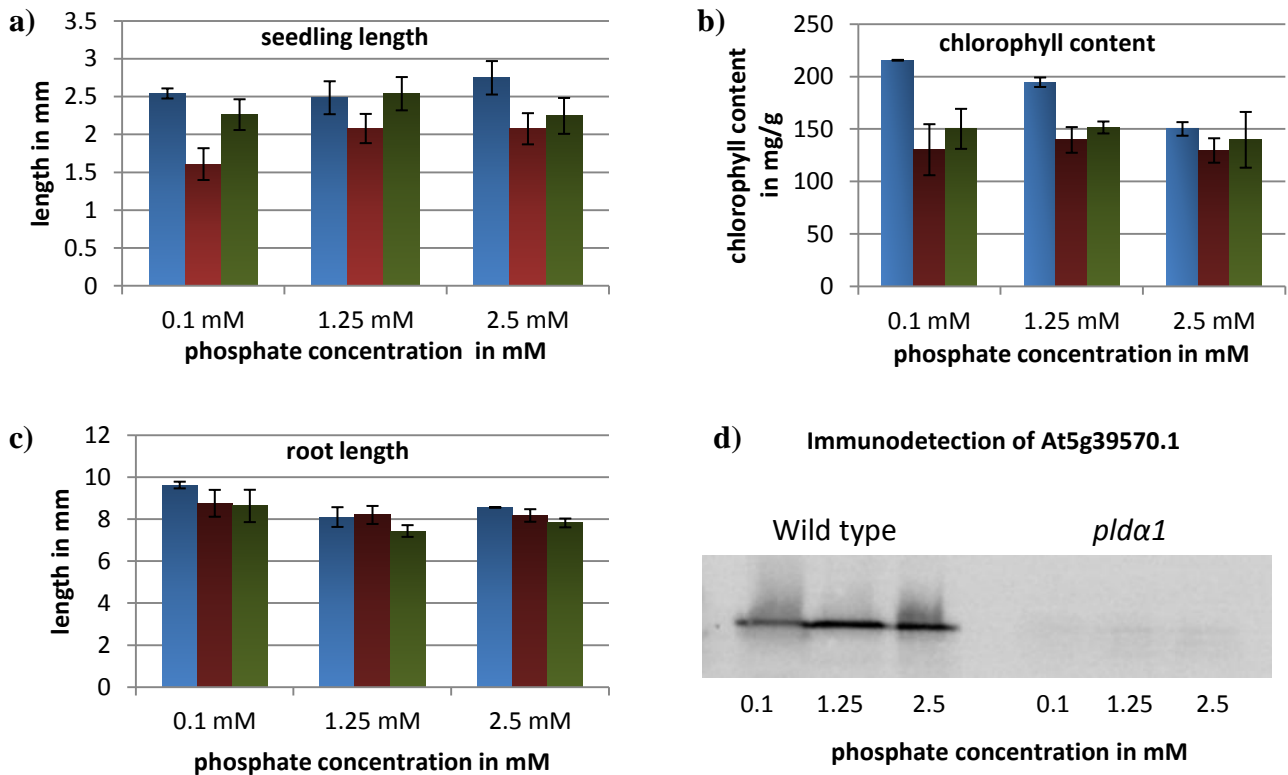 a)
seedling length
3.5
3
2.5
2
1.5
1
0.5
0
length in mm
0.1 mM 1.25 mM 2.5 mM
phosphate concentration in mM
b)
chlorophyll content
250
200
150
100
50
0
chlorophyll content
in mg/g
0.1 mM 1.25 mM 2.5 mM
phosphate concentration in mM
c)
root length
12
10
8
6
4
2
0
length in mm
0.1 mM 1.25 mM 2.5 mM
phosphate concentration in mM
d) Immunodetection of At5g39570.1
Wild type pldα1
0.1 1.25 2.5 0.1 1.25 2.5
phosphate concentration in mM